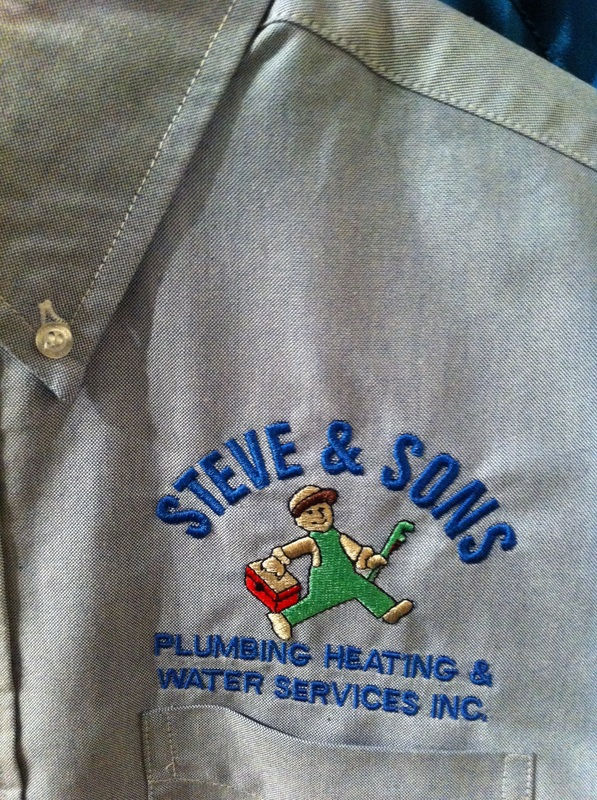 STEVE & SONS
PLUMBING HEATING &
WATER SERVICES INC.